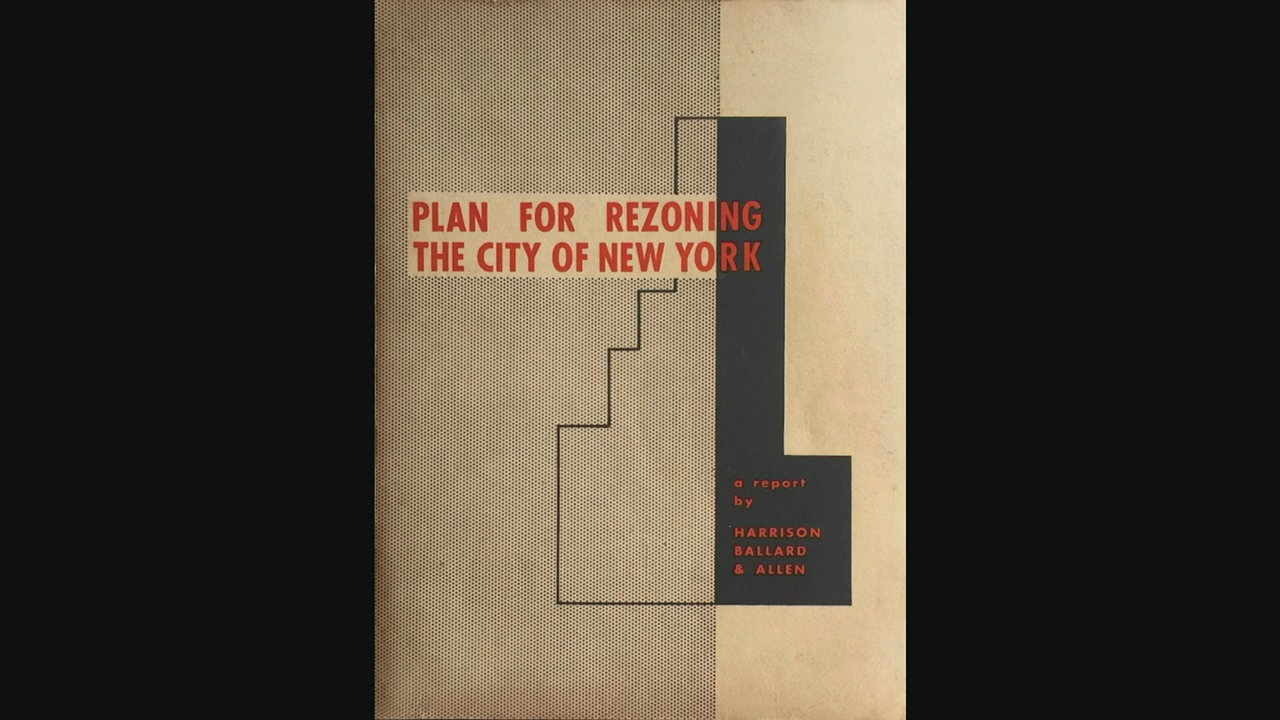 PLAN FOR REZONING
THE CITY OF NEW YORK
a report
by
HARRISON
BALLARD
& ALLEN